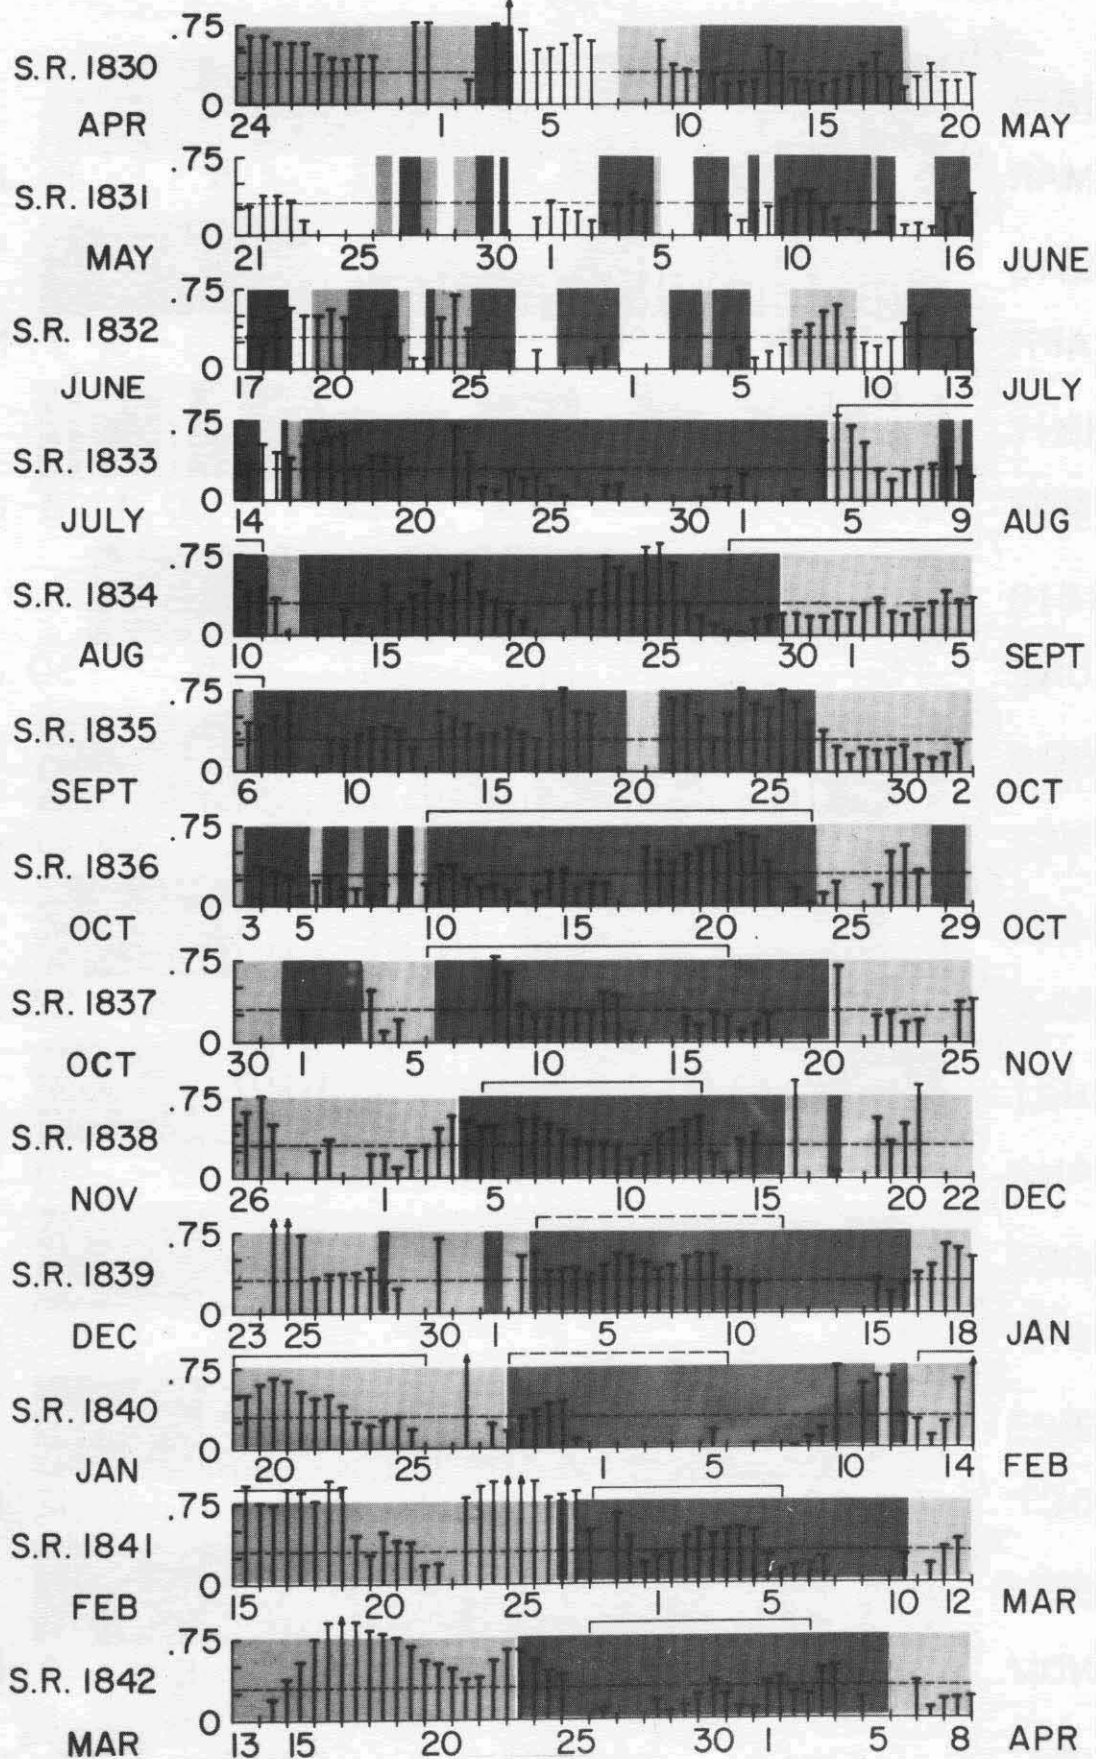 .75
S.R. 1830
0
APR 24 1 5 10 15 20 MAY
.75
S.R. 1831
0
MAY 21 25 30 1 5 10 16 JUNE
.75
S.R. 1832
0
JUNE 17 20 25 1 5 10 13 JULY
.75
S.R. 1833
0
JULY 14 20 25 30 1 5 9 AUG
.75
S.R. 1834
0
AUG 10 15 20 25 30 1 5 SEPT
.75
S.R. 1835
0
SEPT 6 10 15 20 25 30 2 OCT
.75
S.R. 1836
0
OCT 3 5 10 15 20 25 29 OCT
.75
S.R. 1837
0
OCT 30 1 5 10 15 20 25 NOV
.75
S.R. 1838
0
NOV 26 1 5 10 15 20 22 DEC
.75
S.R. 1839
0
DEC 23 25 30 1 5 10 15 18 JAN
.75
S.R. 1840
0
JAN 20 25 1 5 10 14 FEB
.75
S.R. 1841
0
FEB 15 20 25 1 5 10 12 MAR
.75
S.R. 1842
0
MAR 13 15 20 25 30 1 5 8 APR